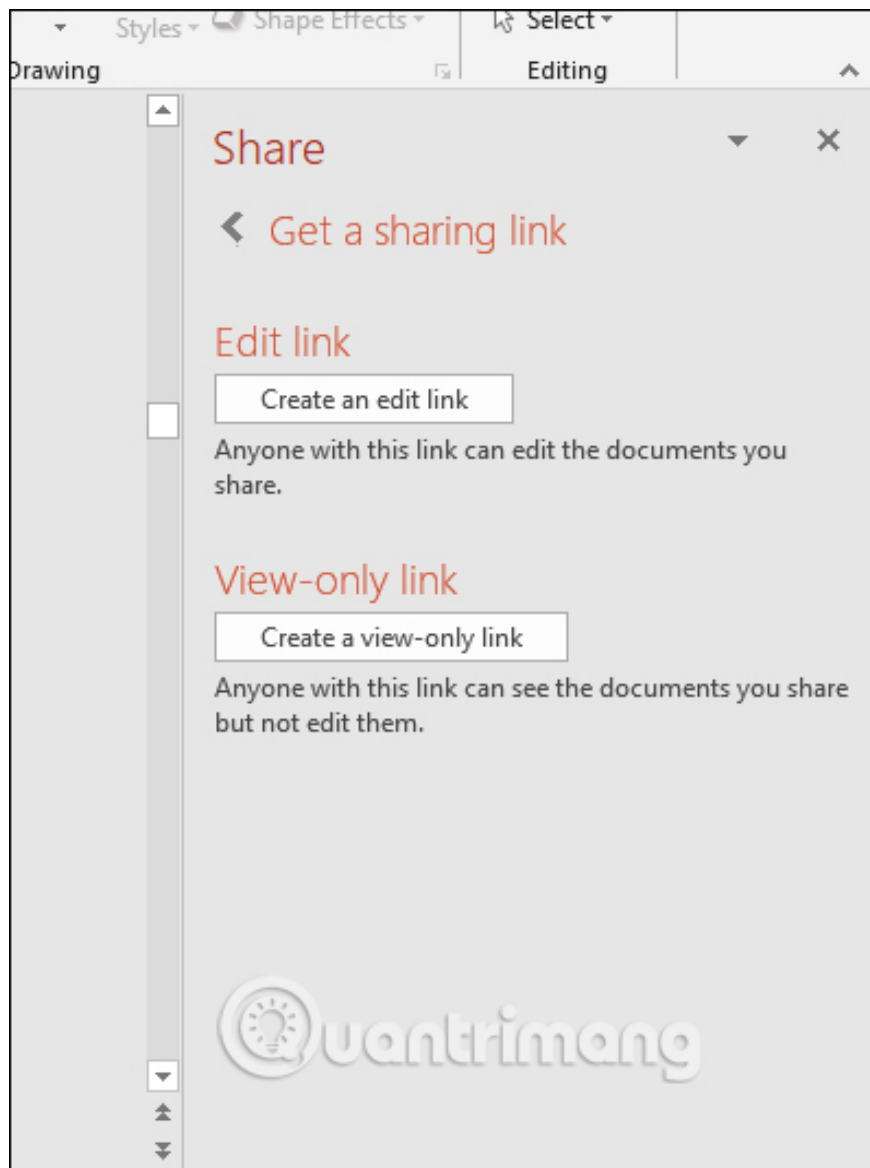 Styles
Shape Effects
Select
Drawing
Editing
Share
Get a sharing link
Edit link
Create an edit link
Anyone with this link can edit the documents you
share.
View-only link
Create a view-only link
Anyone with this link can see the documents you share
but not edit them.
Quantrimang